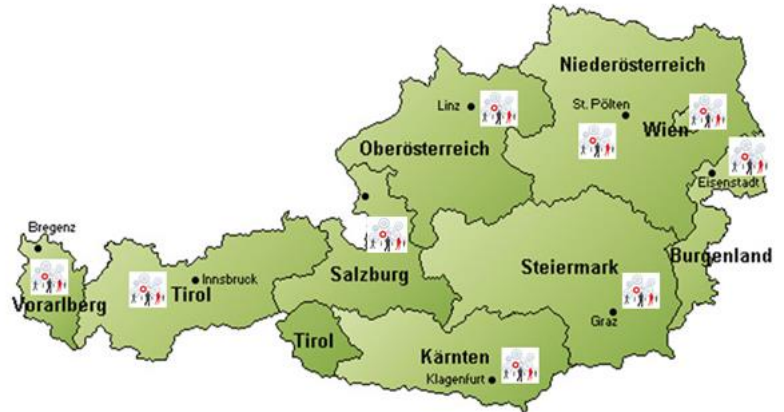 Niederösterreich
Linz
St. Pölten
Wien
Oberösterreich
Eisenstadt
Bregenz
Burgenland
Steiermark
Salzburg
Innsbruck
Tirol
Vorarlberg
Graz
Tirol
Kärnten
Klagenfurt